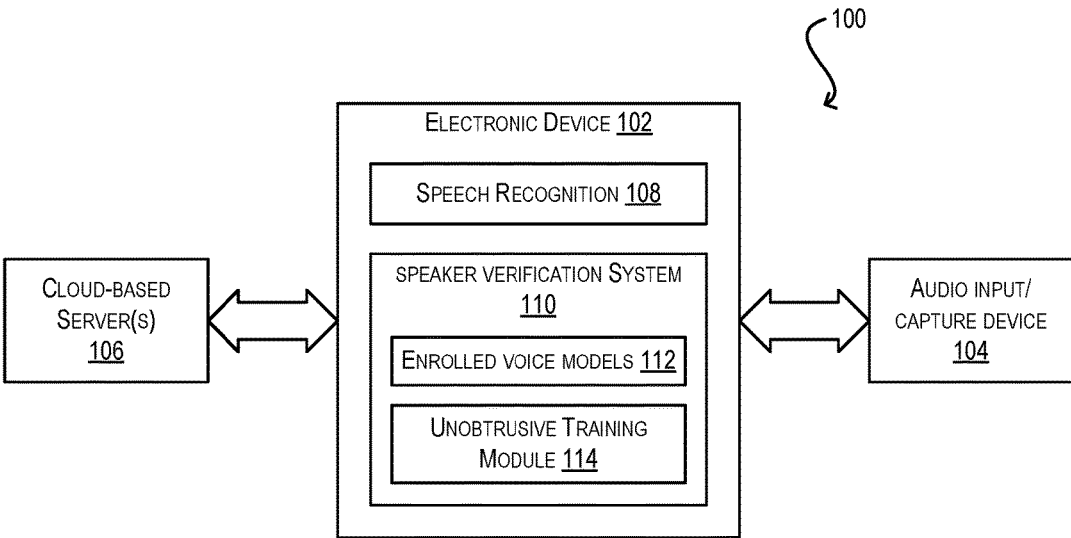 100
ELECTRONIC DEVICE 102
SPEECH RECOGNITION 108
SPEAKER VERIFICATION SYSTEM
110
ENROLLED VOICE MODELS 112
UNOBTRUSIVE TRAINING
MODULE 114
CLOUD-BASED
SERVER(S)
106
AUDIO INPUT/
CAPTURE DEVICE
104